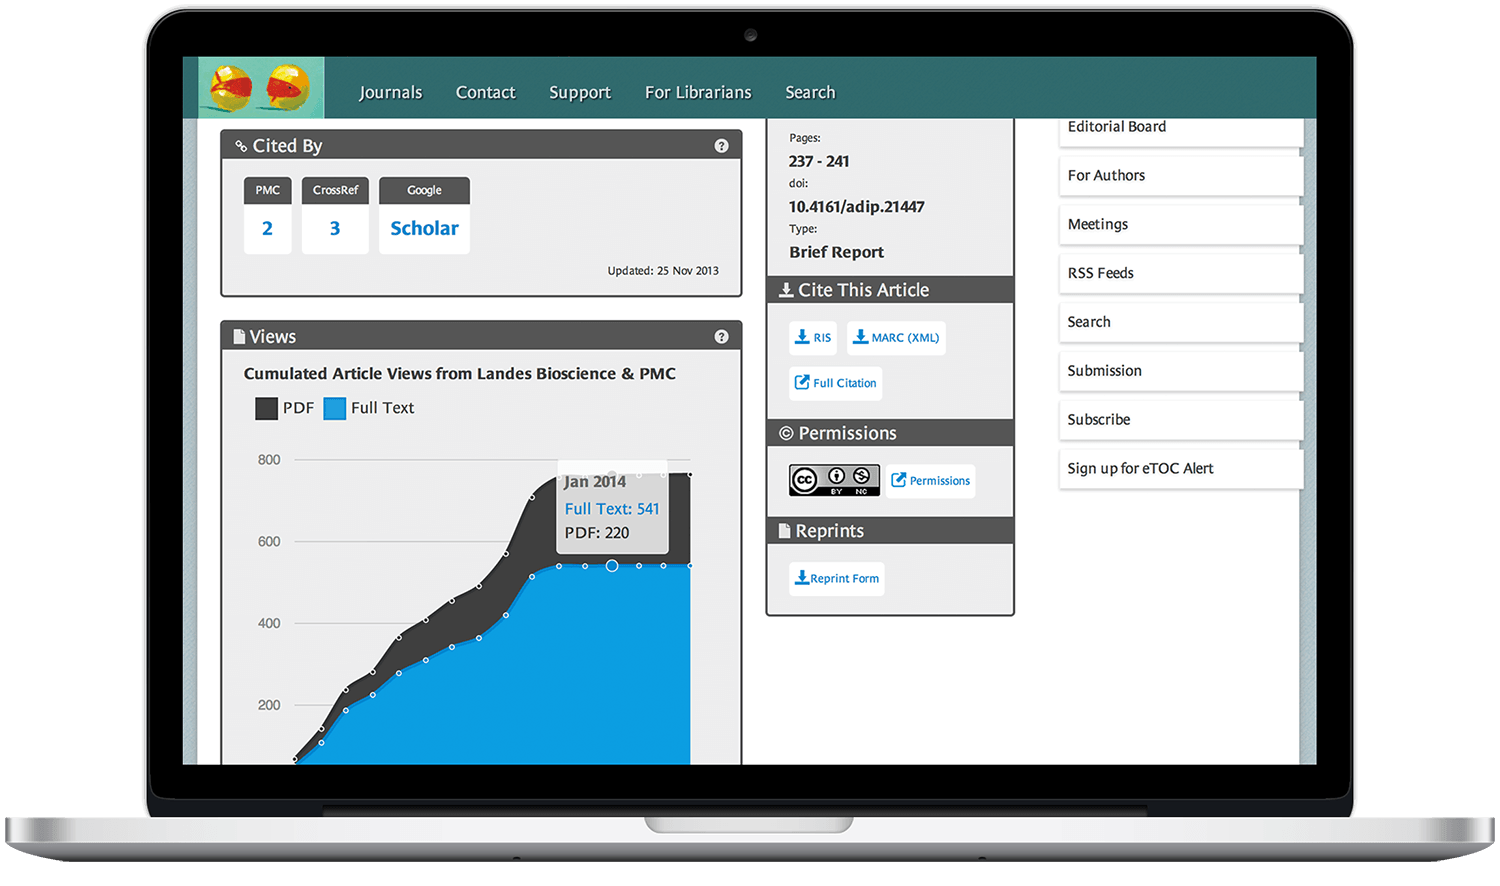 Journals Contact Support For Librarians Search
Cited By
?
PMC CrossRef Google
2 3 Scholar
Updated: 25 Nov 2013
Views
?
Cumulated Article Views from Landes Bioscience & PMC
PDF Full Text
800
600
400
200
Jan 2014
Full Text: 541
PDF: 220
Pages:
237 - 241
doi:
10.4161/adip.21447
Type:
Brief Report
Cite This Article
RIS MARC (XML)
Full Citation
© Permissions
cc BY NC Permissions
Reprints
Reprint Form
Editorial Board
For Authors
Meetings
RSS Feeds
Search
Submission
Subscribe
Sign up for eTOC Alert